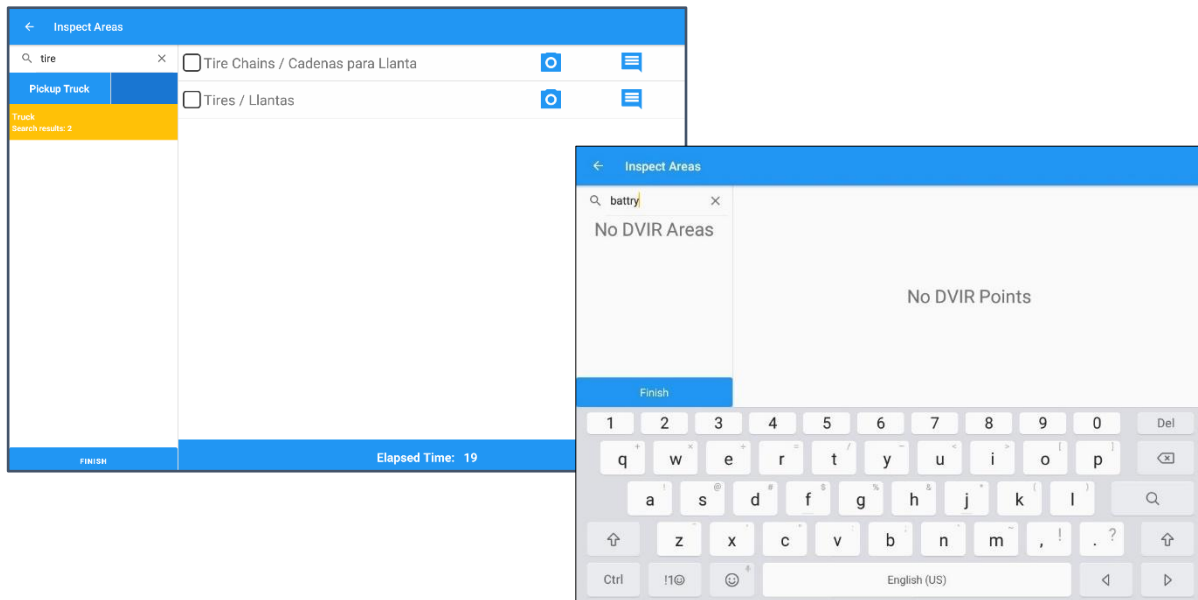 Inspect Areas
tire
Pickup Truck
Truck
Search results: 2
Tire Chains / Cadenas para Llanta
Tires / Llantas
FINISH
Elapsed Time: 19
Inspect Areas
battry
No DVIR Areas
No DVIR Points
Finish
1 2 3 4 5 6 7 8 9 0 Del
q w e r t y u i o p
a s d f g h j k l
z x c v b n m , ! . ?
Ctrl !1☺ English (US)